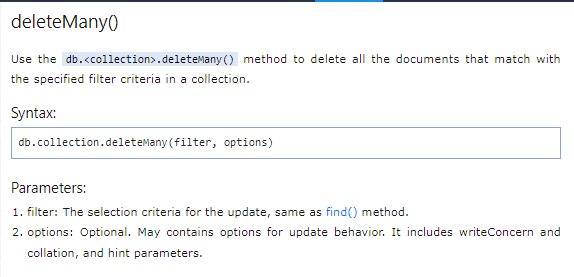 deleteMany()
Use the db.<collection>.deleteMany() method to delete all the documents that match with
the specified filter criteria in a collection.
Syntax:
db.collection.deleteMany(filter, options)
Parameters:
1. filter: The selection criteria for the update, same as find() method.
2. options: Optional. May contains options for update behavior. It includes writeConcern and
collation, and hint parameters.